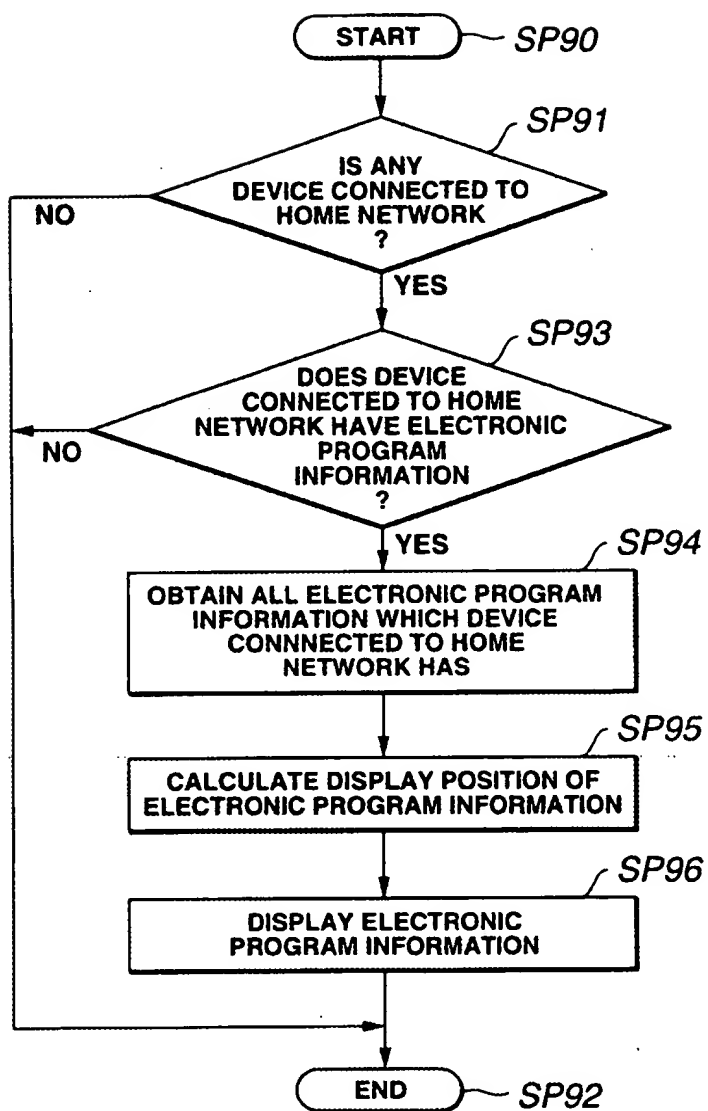 START
SP90
SP91
IS ANY
DEVICE CONNECTED TO
HOME NETWORK
?
NO
YES
SP93
DOES DEVICE
CONNECTED TO HOME
NETWORK HAVE ELECTRONIC
PROGRAM
INFORMATION
?
NO
YES
SP94
OBTAIN ALL ELECTRONIC PROGRAM
INFORMATION WHICH DEVICE
CONNNECTED TO HOME
NETWORK HAS
SP95
CALCULATE DISPLAY POSITION OF
ELECTRONIC PROGRAM INFORMATION
SP96
DISPLAY ELECTRONIC
PROGRAM INFORMATION
END
SP92